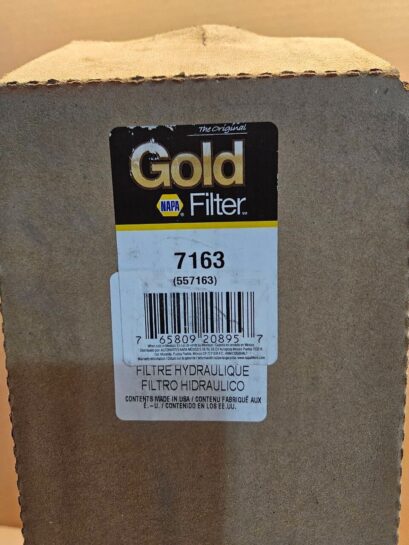 The Original
Gold
NAPA Filter
7163
(557163)
7 65809 20895 7
FILTRE HYDRAULIQUE
FILTRO HIDRAULICO
CONTENTS MADE IN USA / CONTENU FABRIQUÉ AUX
É.-U. / CONTENIDO EN LOS EE.UU.